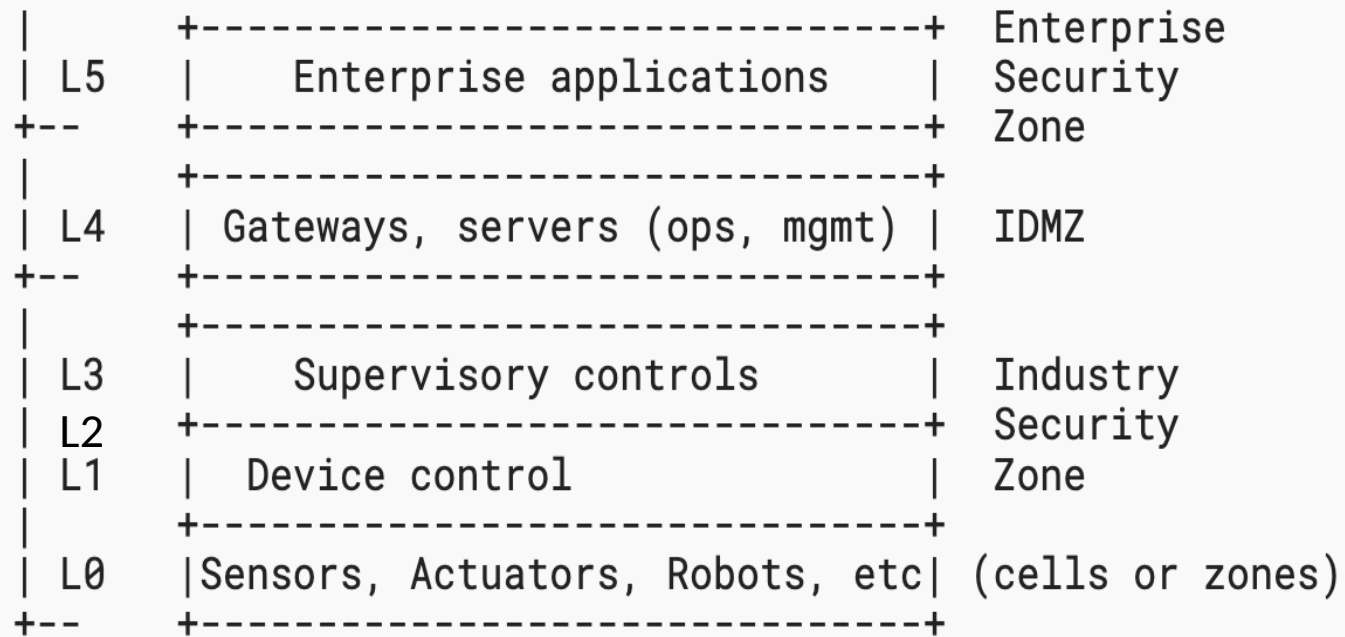 |      +-------------------------------+  Enterprise
| L5   |    Enterprise applications    |  Security
+--    +-------------------------------+  Zone
|      +-------------------------------+
| L4   | Gateways, servers (ops, mgmt) |  IDMZ
+--    +-------------------------------+
|      +-------------------------------+
| L3   |    Supervisory controls       |  Industry
| L2   +-------------------------------+  Security
| L1   |  Device control               |  Zone
|      +-------------------------------+
| L0   |Sensors, Actuators, Robots, etc| (cells or zones)
+--    +-------------------------------+